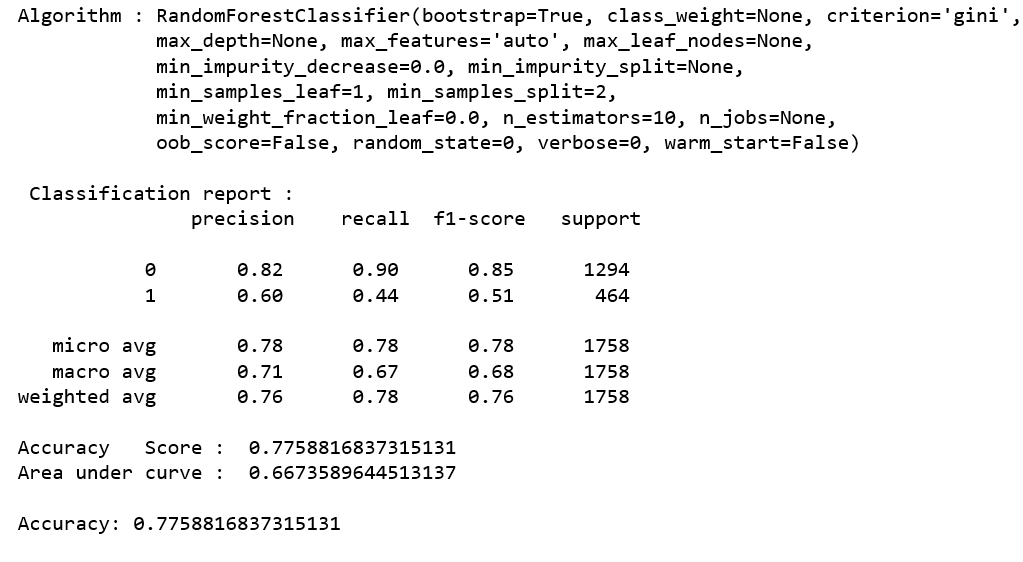 Algorithm : RandomForestClassifier(bootstrap=True, class_weight=None, criterion='gini',
max_depth=None, max_features='auto', max_leaf_nodes=None,
min_impurity_decrease=0.0, min_impurity_split=None,
min_samples_leaf=1, min_samples_split=2,
min_weight_fraction_leaf=0.0, n_estimators=10, n_jobs=None,
oob_score=False, random_state=0, verbose=0, warm_start=False)
Classification report :
precision recall f1-score support
0 0.82 0.90 0.85 1294
1 0.60 0.44 0.51 464
micro avg 0.78 0.78 0.78 1758
macro avg 0.71 0.67 0.68 1758
weighted avg 0.76 0.78 0.76 1758
Accuracy Score : 0.7758816837315131
Area under curve : 0.6673589644513137
Accuracy: 0.7758816837315131